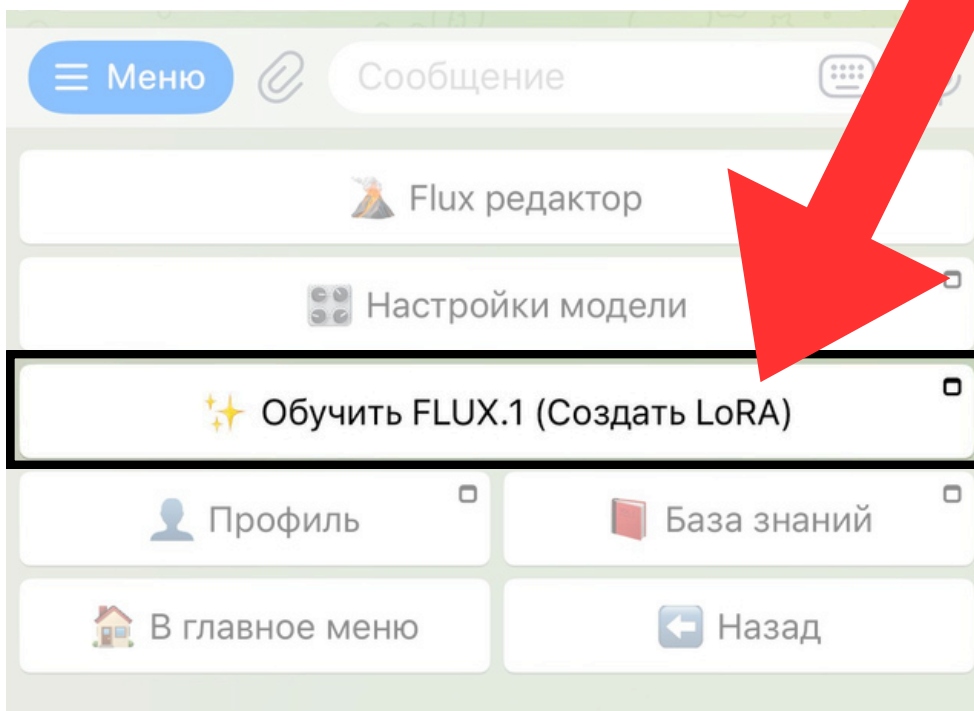 Меню
Сообщение
Flux редактор
Настройки модели
Обучить FLUX.1 (Создать LoRA)
Профиль
База знаний
В главное меню
Назад